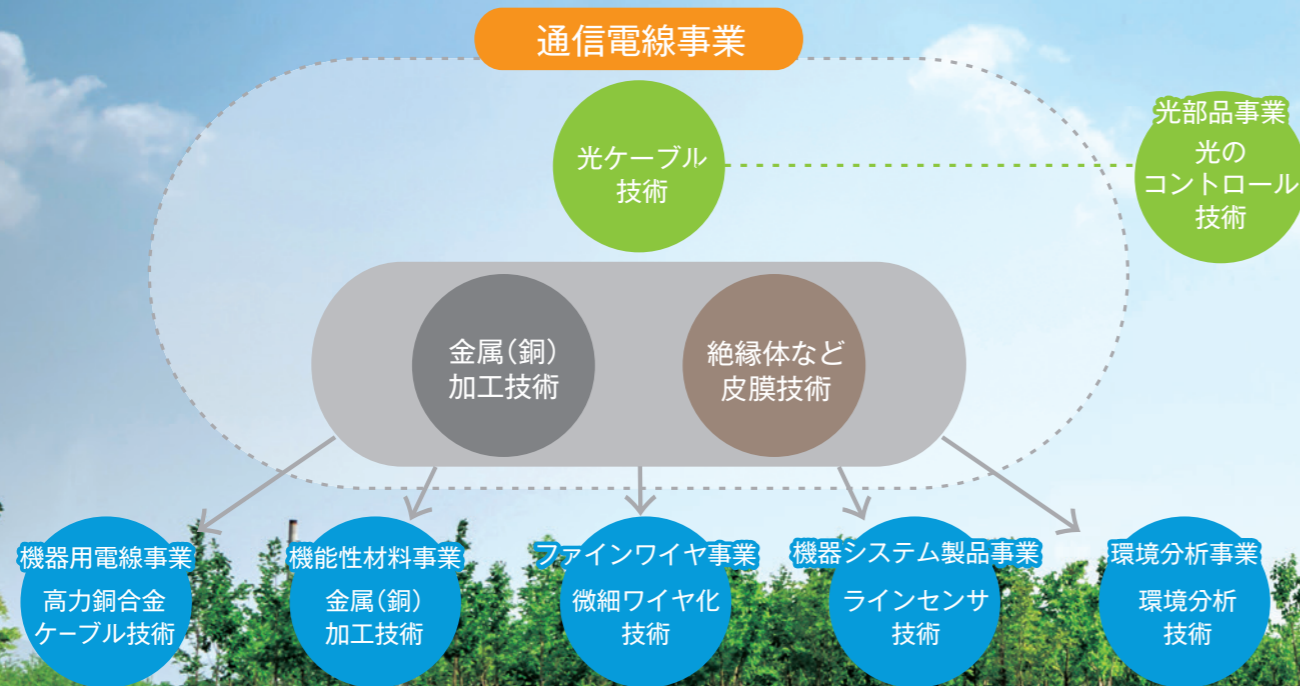 通信電線事業
光ケーブル
技術
光部品事業
光の
コントロール
技術
金属(銅)
加工技術
絶縁体など
皮膜技術
機器用電線事業
高力銅合金
ケーブル技術
機能性材料事業
金属(銅)
加工技術
ファインワイヤ事業
微細ワイヤ化
技術
機器システム製品事業
ラインセンサ
技術
環境分析事業
環境分析
技術